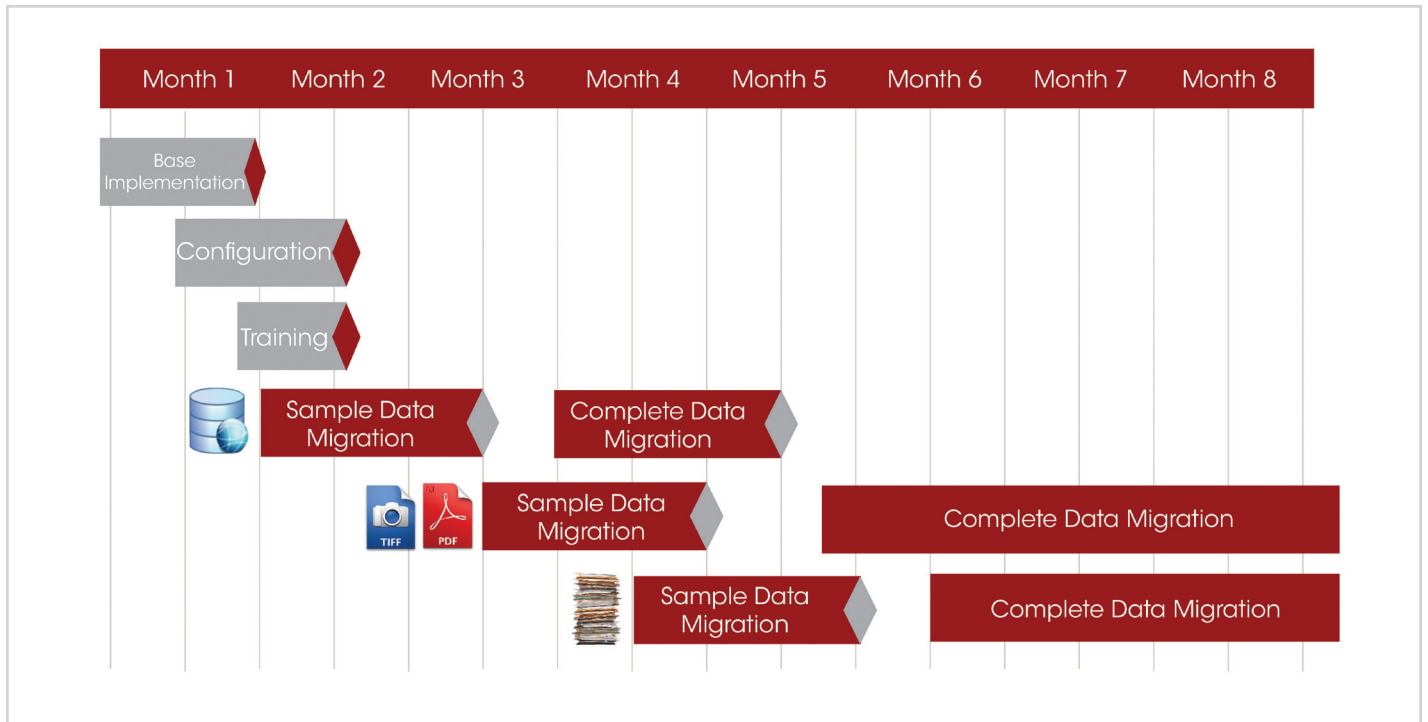 Month 1
Month 2
Month 3
Month 4
Month 5
Month 6
Month 7
Month 8
Base
Implementation
Configuration
Training
Sample Data
Migration
Complete Data
Migration
TIFF
PDF
Sample Data
Migration
Complete Data Migration
Sample Data
Migration
Complete Data Migration